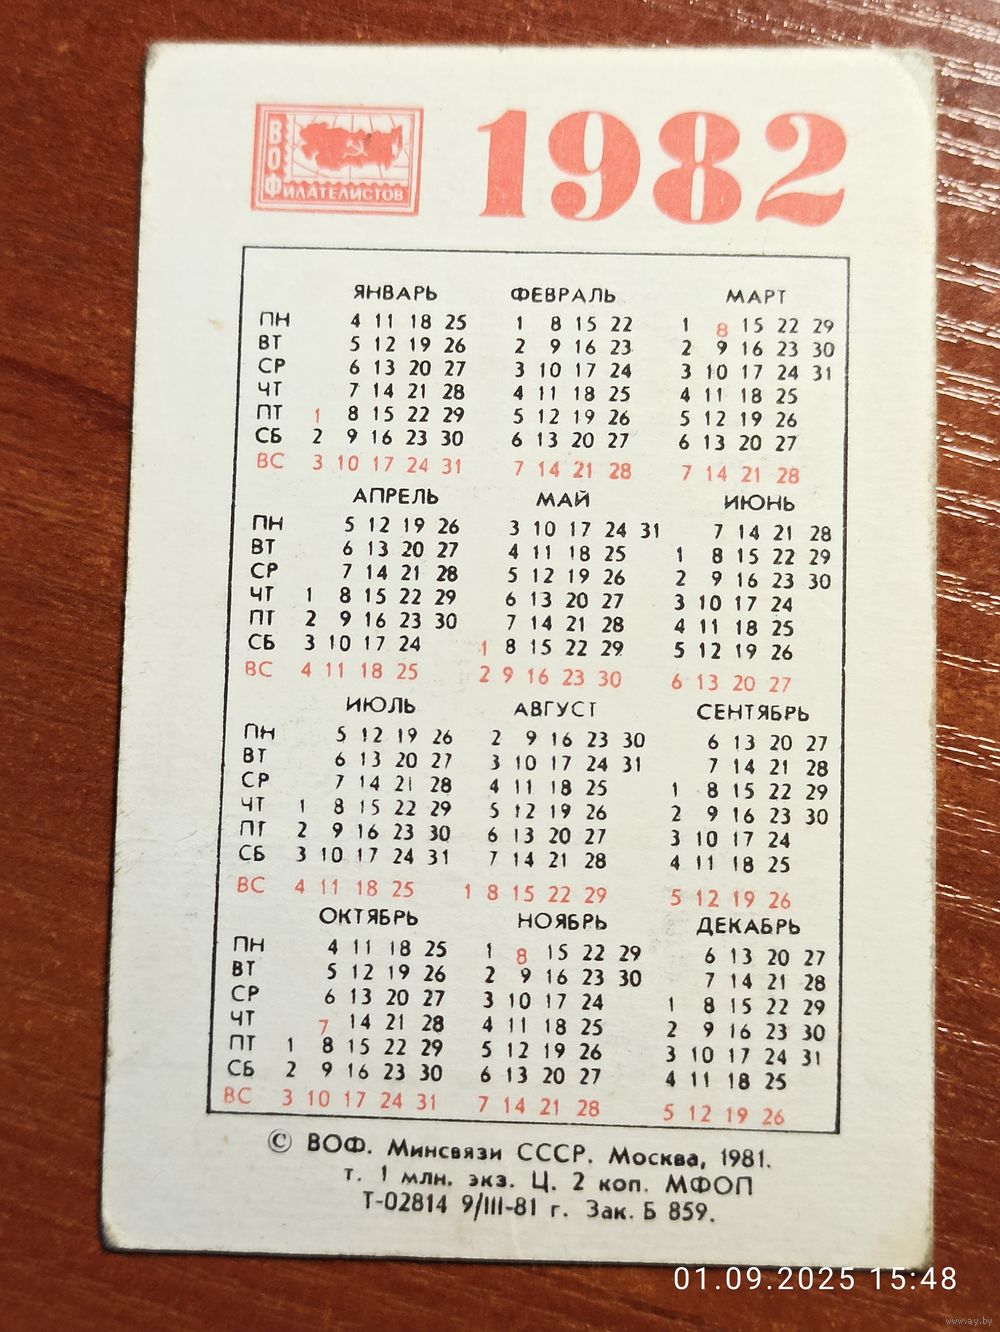 ВО ФИЛАТЕЛИСТОВ
1982
ЯНВАРЬ ФЕВРАЛЬ МАРТ
ПН 4 11 18 25 1 8 15 22 1 8 15 22 29
ВТ 5 12 19 26 2 9 16 23 2 9 16 23 30
СР 6 13 20 27 3 10 17 24 3 10 17 24 31
ЧТ 7 14 21 28 4 11 18 25 4 11 18 25
ПТ 1 8 15 22 29 5 12 19 26 5 12 19 26
СБ 2 9 16 23 30 6 13 20 27 6 13 20 27
ВС 3 10 17 24 31 7 14 21 28 7 14 21 28
АПРЕЛЬ МАЙ ИЮНЬ
ПН 5 12 19 26 3 10 17 24 31 7 14 21 28
ВТ 6 13 20 27 4 11 18 25 1 8 15 22 29
СР 7 14 21 28 5 12 19 26 2 9 16 23 30
ЧТ 1 8 15 22 29 6 13 20 27 3 10 17 24
ПТ 2 9 16 23 30 7 14 21 28 4 11 18 25
СБ 3 10 17 24 1 8 15 22 29 5 12 19 26
ВС 4 11 18 25 2 9 16 23 30 6 13 20 27
ИЮЛЬ АВГУСТ СЕНТЯБРЬ
ПН 5 12 19 26 2 9 16 23 30 6 13 20 27
ВТ 6 13 20 27 3 10 17 24 31 7 14 21 28
СР 7 14 21 28 4 11 18 25 1 8 15 22 29
ЧТ 1 8 15 22 29 5 12 19 26 2 9 16 23 30
ПТ 2 9 16 23 30 6 13 20 27 3 10 17 24
СБ 3 10 17 24 31 7 14 21 28 4 11 18 25
ВС 4 11 18 25 1 8 15 22 29 5 12 19 26
ОКТЯБРЬ НОЯБРЬ ДЕКАБРЬ
ПН 4 11 18 25 1 8 15 22 29 6 13 20 27
ВТ 5 12 19 26 2 9 16 23 30 7 14 21 28
СР 6 13 20 27 3 10 17 24 1 8 15 22 29
ЧТ 7 14 21 28 4 11 18 25 2 9 16 23 30
ПТ 1 8 15 22 29 5 12 19 26 3 10 17 24 31
СБ 2 9 16 23 30 6 13 20 27 4 11 18 25
ВС 3 10 17 24 31 7 14 21 28 5 12 19 26
© ВОФ. Минсвязи СССР. Москва, 1981.
т. 1 млн. экз. Ц. 2 коп. МФОП
Т-02814 9/III-81 г. Зак. Б 859.
01.09.2025 15:48
www.ay.by